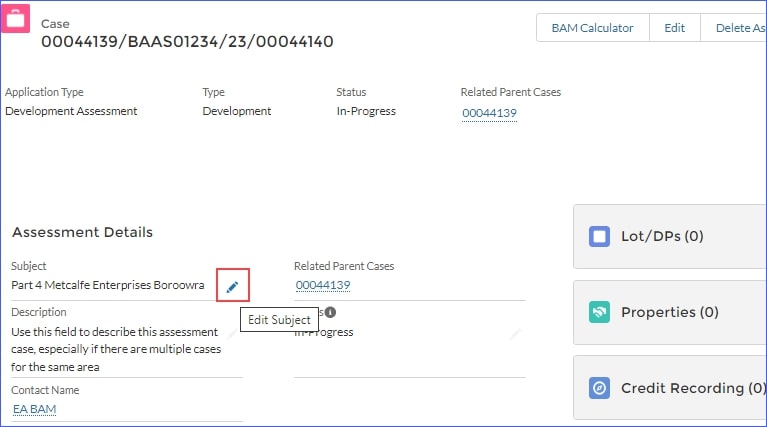 Case
00044139/BAAS01234/23/00044140
BAM Calculator
Edit
Delete As
Application Type
Type
Status
Related Parent Cases
Development Assessment
Development
In-Progress
00044139
Assessment Details
Subject
Related Parent Cases
Part 4 Metcalfe Enterprises Boroowra
00044139
Edit Subject
Description
s
Use this field to describe this assessment
case, especially if there are multiple cases
for the same area
In-Progress
Contact Name
EA BAM
Lot/DPs (0)
Properties (0)
Credit Recording (0)